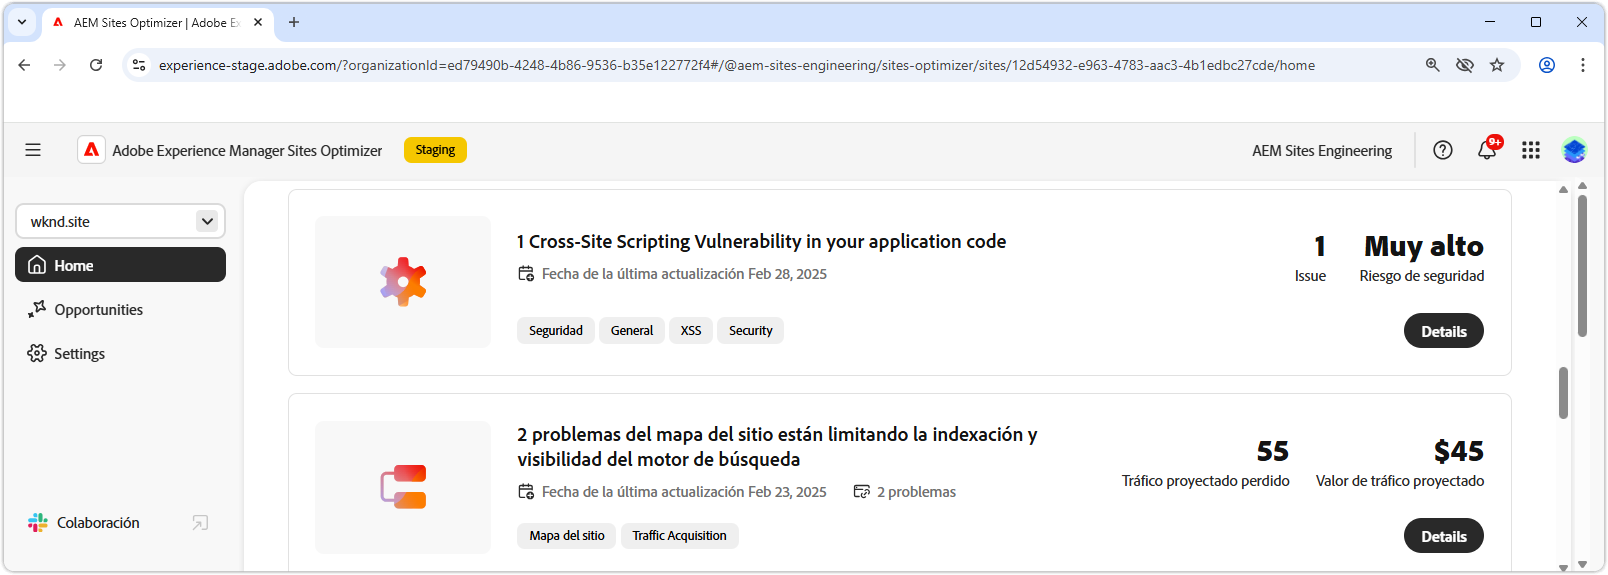 AEM Sites Optimizer | Adobe E
experience-stage.adobe.com/?organizationId=ed79490b-4248-4b86-9536-b35e122772f4#/@aem-sites-engineering/sites-optimizer/sites/12d54932-e963-4783-aac3-4b1edbc27cde/home
Adobe Experience Manager Sites Optimizer
Staging
AEM Sites Engineering
9+
wknd.site
Home
Opportunities
Settings
Colaboración
1 Cross-Site Scripting Vulnerability in your application code
Fecha de la última actualización Feb 28, 2025
Seguridad
General
XSS
Security
1
Issue
Muy alto
Riesgo de seguridad
Details
2 problemas del mapa del sitio están limitando la indexación y
visibilidad del motor de búsqueda
Fecha de la última actualización Feb 23, 2025
2 problemas
Mapa del sitio
Traffic Acquisition
55
Tráfico proyectado perdido
$45
Valor de tráfico proyectado
Details